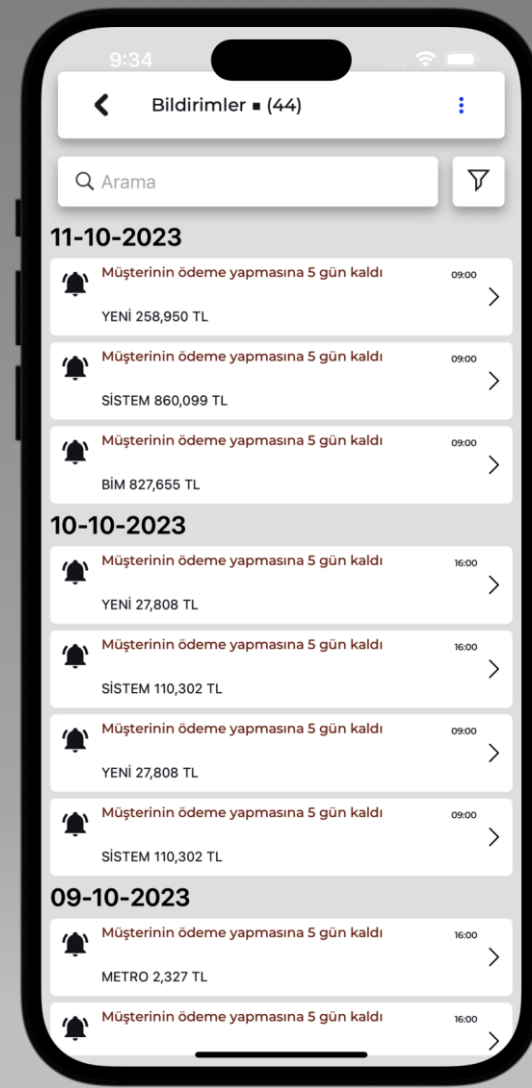 9:34
Bildirimler ▪ (44)
Arama
11-10-2023
Müşterinin ödeme yapmasına 5 gün kaldı 09:00
YENİ 258,950 TL
Müşterinin ödeme yapmasına 5 gün kaldı 09:00
SİSTEM 860,099 TL
Müşterinin ödeme yapmasına 5 gün kaldı 09:00
BİM 827,655 TL
10-10-2023
Müşterinin ödeme yapmasına 5 gün kaldı 16:00
YENİ 27,808 TL
Müşterinin ödeme yapmasına 5 gün kaldı 16:00
SİSTEM 110,302 TL
Müşterinin ödeme yapmasına 5 gün kaldı 09:00
YENİ 27,808 TL
Müşterinin ödeme yapmasına 5 gün kaldı 09:00
SİSTEM 110,302 TL
09-10-2023
Müşterinin ödeme yapmasına 5 gün kaldı 16:00
METRO 2,327 TL
Müşterinin ödeme yapmasına 5 gün kaldı 16:00